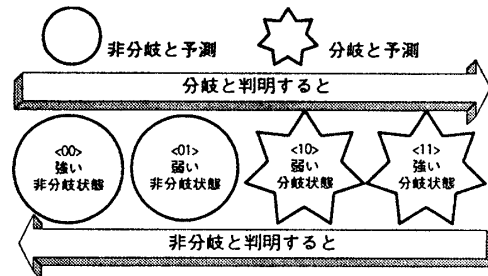 非分岐と予測
分岐と予測
分岐と判明すると
<00>
強い
非分岐状態
<01>
弱い
非分岐状態
<10>
弱い
分岐状態
<11>
強い
分岐状態
非分岐と判明すると